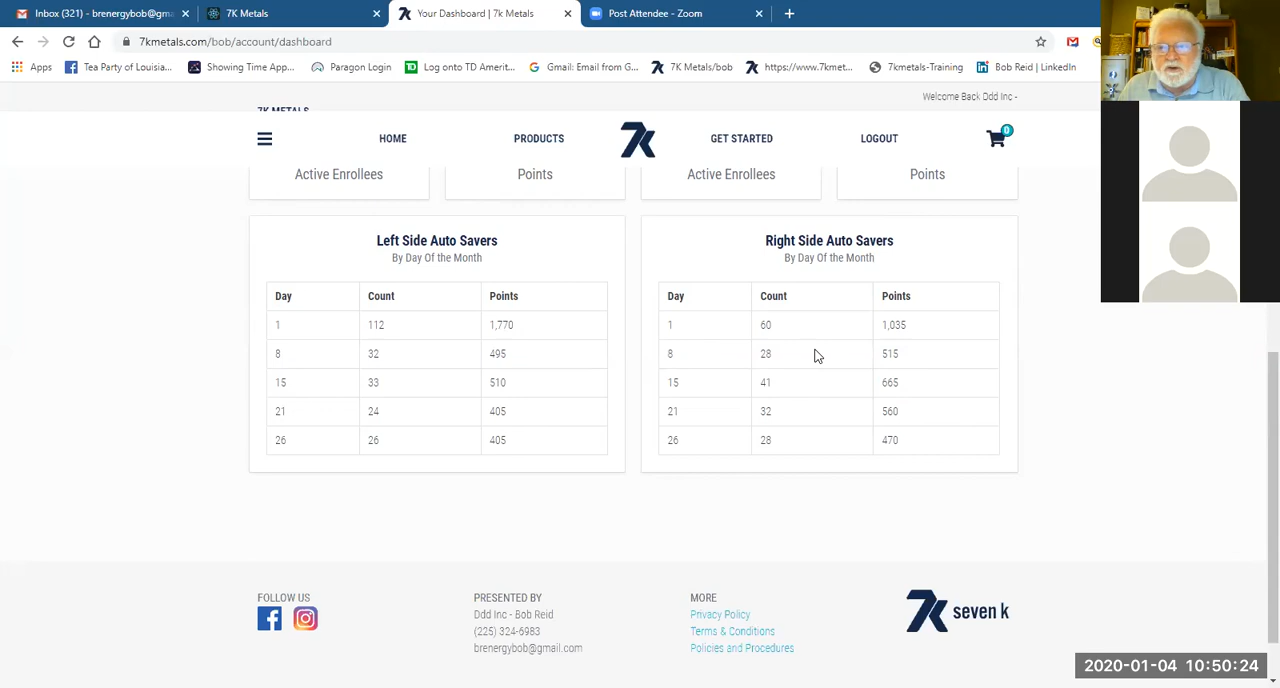 Inbox (321) - brenergybob@gma
7K Metals
Your Dashboard | 7k Metals
Post Attendee - Zoom
7kmetals.com/bob/account/dashboard
Apps
Tea Party of Louisia...
Showing Time App...
Paragon Login
Loxonto TD Amerit...
Gmail: Email from G...
7K Metals/bob
https://www.7kmet...
7kmetals-Training
Bob Reid | LinkedIn
Welcome Back Ddd Inc -
7K METALS
HOME
PRODUCTS
7k
GET STARTED
LOGOUT
0
Active Enrollees
Points
Active Enrollees
Points
Left Side Auto Savers
By Day Of the Month
Day Count Points
1 112 1,770
8 32 495
15 33 510
21 24 405
26 26 405
Right Side Auto Savers
By Day Of the Month
Day Count Points
1 60 1,035
8 28 515
15 41 665
21 32 560
26 28 470
FOLLOW US
PRESENTED BY
Ddd Inc - Bob Reid
(225) 324-6983
brenergybob@gmail.com
MORE
Privacy Policy
Terms & Conditions
Policies and Procedures
7k seven k
2020-01-04 10:50:24